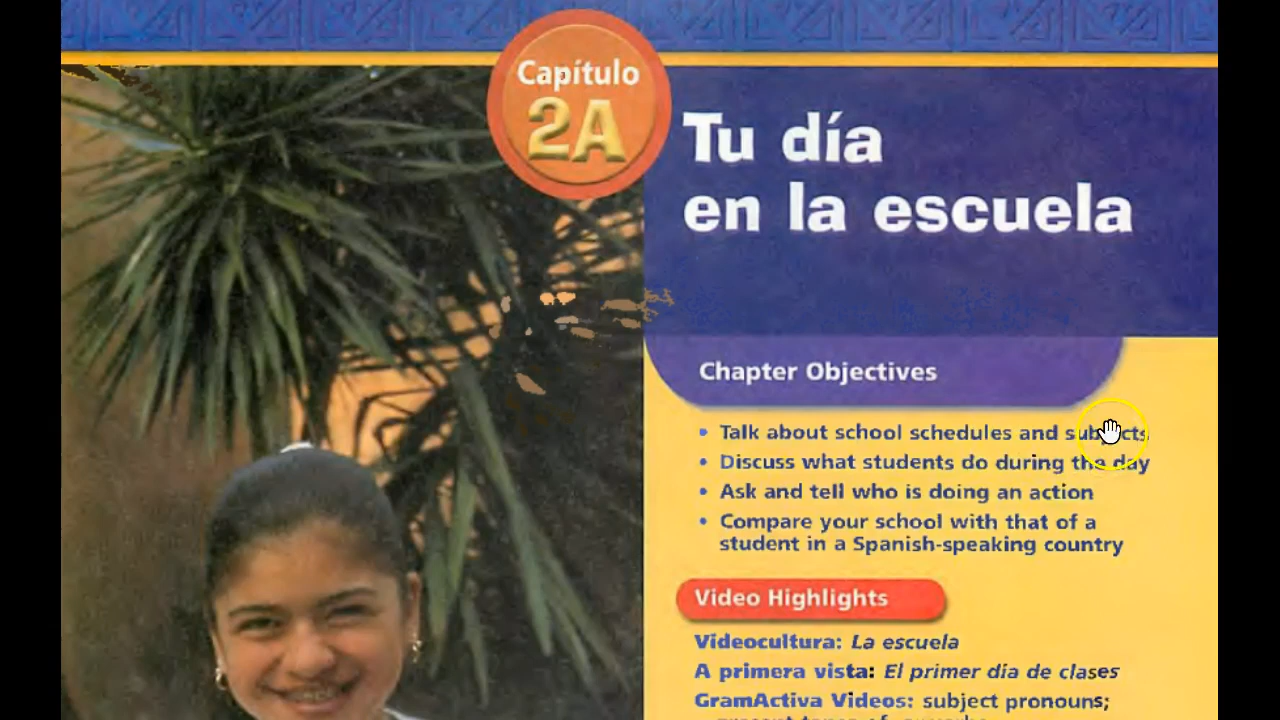 Capítulo
2A
Tu día
en la escuela
Chapter Objectives
• Talk about school schedules and subjects
• Discuss what students do during the day
• Ask and tell who is doing an action
• Compare your school with that of a
student in a Spanish-speaking country
Video Highlights
Videocultura: La escuela
A primera vista: El primer día de clases
GramActiva Videos: subject pronouns;